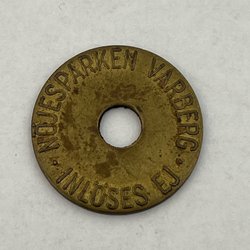 NÖJESPARKEN VARBERG
· INLÖSES EJ ·